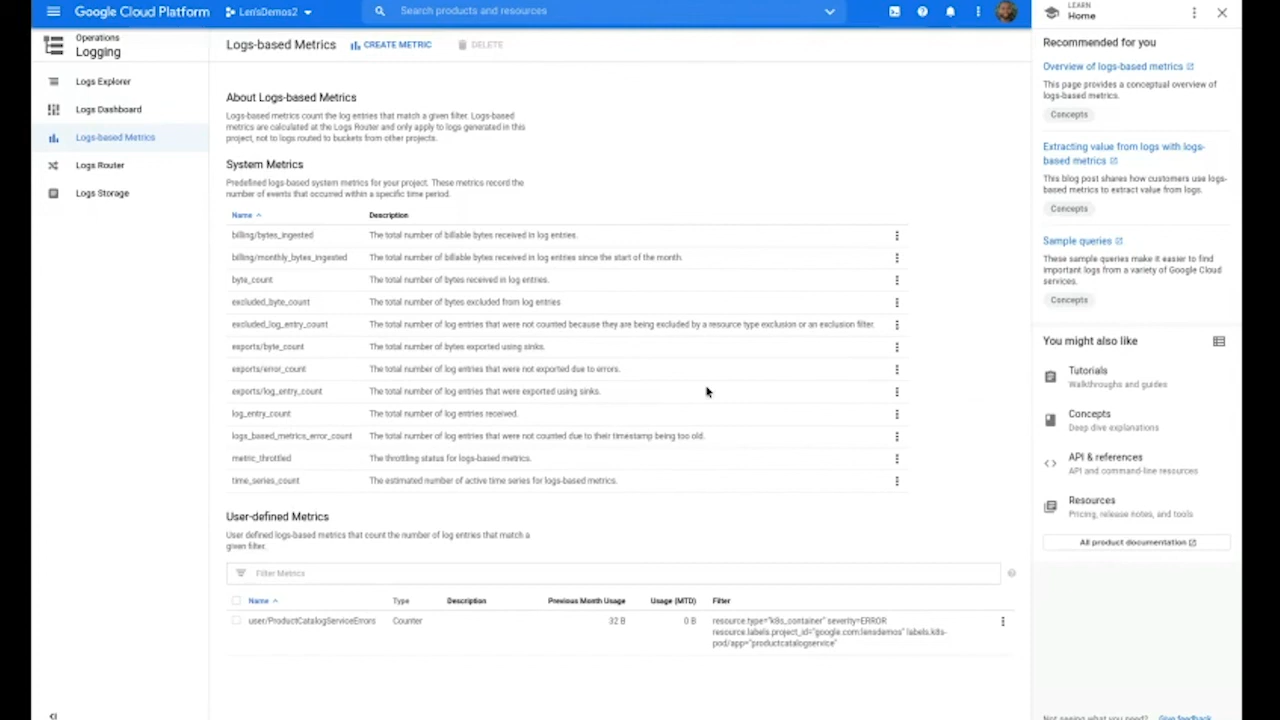 Google Cloud Platform
Len'sDemos2
Search products and resources
LEARN
Home
Operations
Logging
Logs-based Metrics
CREATE METRIC
DELETE
Logs Explorer
Logs Dashboard
Logs-based Metrics
Logs Router
Logs Storage
About Logs-based Metrics
Logs-based metrics count the log entries that match a given filter. Logs-based
metrics are calculated at the Logs Router and only apply to logs generated in this
project, not to logs routed to buckets from other projects.
System Metrics
Predefined logs-based system metrics for your project. These metrics record the
number of events that occurred within a specific time period.
Name Description
billing/bytes_ingested The total number of billable bytes received in log entries.
billing/monthly_bytes_ingested The total number of billable bytes received in log entries since the start of the month.
byte_count The total number of bytes received in log entries.
excluded_byte_count The total number of bytes excluded from log entries
excluded_log_entry_count The total number of log entries that were not counted because they are being excluded by a resource type exclusion or an exclusion filter.
exports/byte_count The total number of bytes exported using sinks.
exports/error_count The total number of log entries that were not exported due to errors.
exports/log_entry_count The total number of log entries that were exported using sinks.
log_entry_count The total number of log entries received.
logs_based_metrics_error_count The total number of log entries that were not counted due to their timestamp being too old.
metric_throttled The throttling status for logs-based metrics.
time_series_count The estimated number of active time series for logs-based metrics.
User-defined Metrics
User defined logs-based metrics that count the number of log entries that match a
given filter.
Filter Metrics
Name Type Description Previous Month Usage Usage (MTD) Filter
user/ProductCatalogServiceErrors Counter 32 B 0 B resource.type="k8s_container" severity=ERROR
resource.labels.project_id="google.com:lensdemos" labels.k8s-
pod/app="productcatalogservice"
Recommended for you
Overview of logs-based metrics
This page provides a conceptual overview of
logs-based metrics.
Concepts
Extracting value from logs with logs-
based metrics
This blog post shares how customers use logs-
based metrics to extract value from logs.
Concepts
Sample queries
These sample queries make it easier to find
important logs from a variety of Google Cloud
services.
Concepts
You might also like
Tutorials
Walkthroughs and guides
Concepts
Deep dive explanations
API & references
API and command-line resources
Resources
Pricing, release notes, and tools
All product documentation
Not seeing what you need? Give feedback